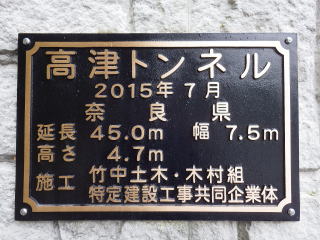 高津トンネル
2015年7月
奈良県
延長 45.0m 幅 7.5m
高さ 4.7m
施工 竹中土木・木村組
特定建設工事共同企業体